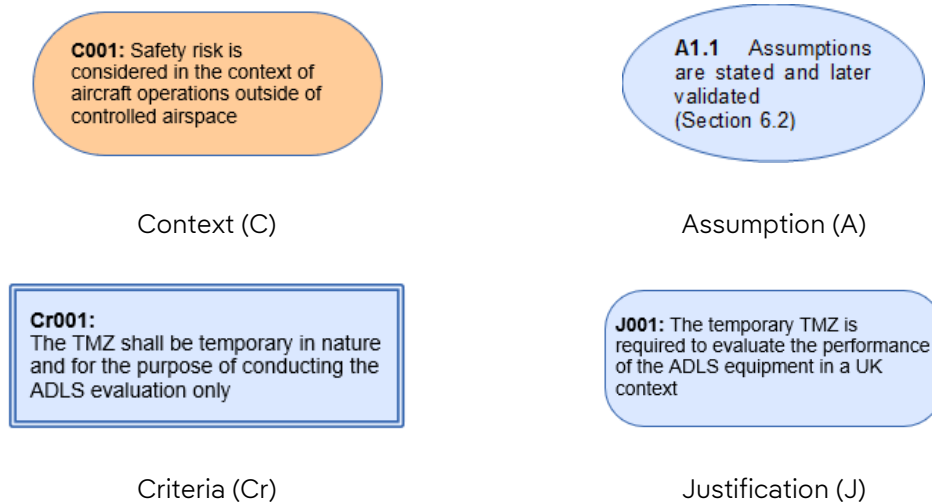 C001: Safety risk is
considered in the context of
aircraft operations outside of
controlled airspace
A1.1 Assumptions
are stated and later
validated
(Section 6.2)
Context (C)
Assumption (A)
Cr001:
The TMZ shall be temporary in nature
and for the purpose of conducting the
ADLS evaluation only
J001: The temporary TMZ is
required to evaluate the performance
of the ADLS equipment in a UK
context
Criteria (Cr)
Justification (J)